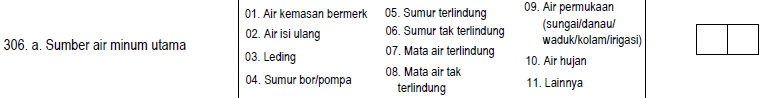 306. a. Sumber air minum utama
01. Air kemasan bermerk
02. Air isi ulang
03. Leding
04. Sumur bor/pompa
05. Sumur terlindung
06. Sumur tak terlindung
07. Mata air terlindung
08. Mata air tak
terlindung
09. Air permukaan
(sungai/danau/
waduk/kolam/irigasi)
10. Air hujan
11. Lainnya